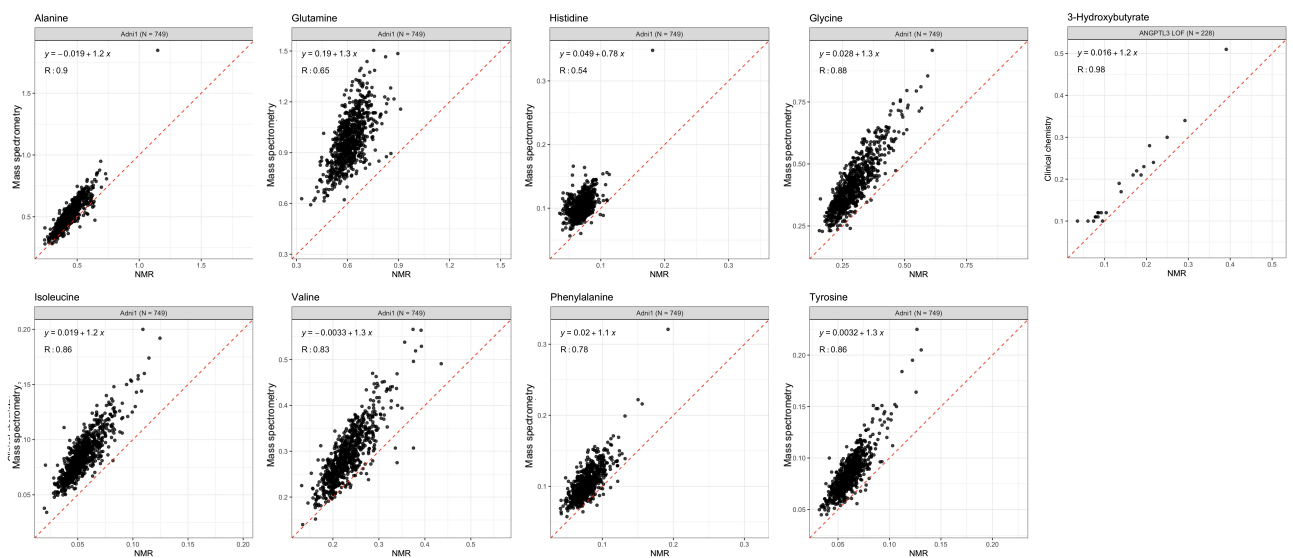 Alanine
Adni1 (N = 749)
y = −0.019 + 1.2 x
R : 0.9
Mass spectrometry
1.5
1.0
0.5
0.5
1.0
1.5
NMR
Glutamine
Adni1 (N = 749)
y = 0.19 + 1.3 x
R : 0.65
Mass spectrometry
1.5
1.2
0.9
0.6
0.3
0.3
0.6
0.9
1.2
1.5
NMR
Histidine
Adni1 (N = 749)
y = 0.049 + 0.78 x
R : 0.54
Mass spectrometry
0.3
0.2
0.1
0.1
0.2
0.3
NMR
Glycine
Adni1 (N = 749)
y = 0.028 + 1.3 x
R : 0.88
Mass spectrometry
0.75
0.50
0.25
0.25
0.50
0.75
NMR
3-Hydroxybutyrate
ANGPTL3 LOF (N = 228)
y = 0.016 + 1.2 x
R : 0.98
Clinical chemistry
0.5
0.4
0.3
0.2
0.1
0.1
0.2
0.3
0.4
0.5
NMR
Isoleucine
Adni1 (N = 749)
y = 0.019 + 1.2 x
R : 0.86
Mass spectrometry
0.20
0.15
0.10
0.05
0.05
0.10
0.15
0.20
NMR
Valine
Adni1 (N = 749)
y = −0.0033 + 1.3 x
R : 0.83
Mass spectrometry
0.5
0.4
0.3
0.2
0.2
0.3
0.4
0.5
NMR
Phenylalanine
Adni1 (N = 749)
y = 0.02 + 1.1 x
R : 0.78
Mass spectrometry
0.3
0.2
0.1
0.1
0.2
0.3
NMR
Tyrosine
Adni1 (N = 749)
y = 0.0032 + 1.3 x
R : 0.86
Mass spectrometry
0.20
0.15
0.10
0.05
0.05
0.10
0.15
0.20
NMR